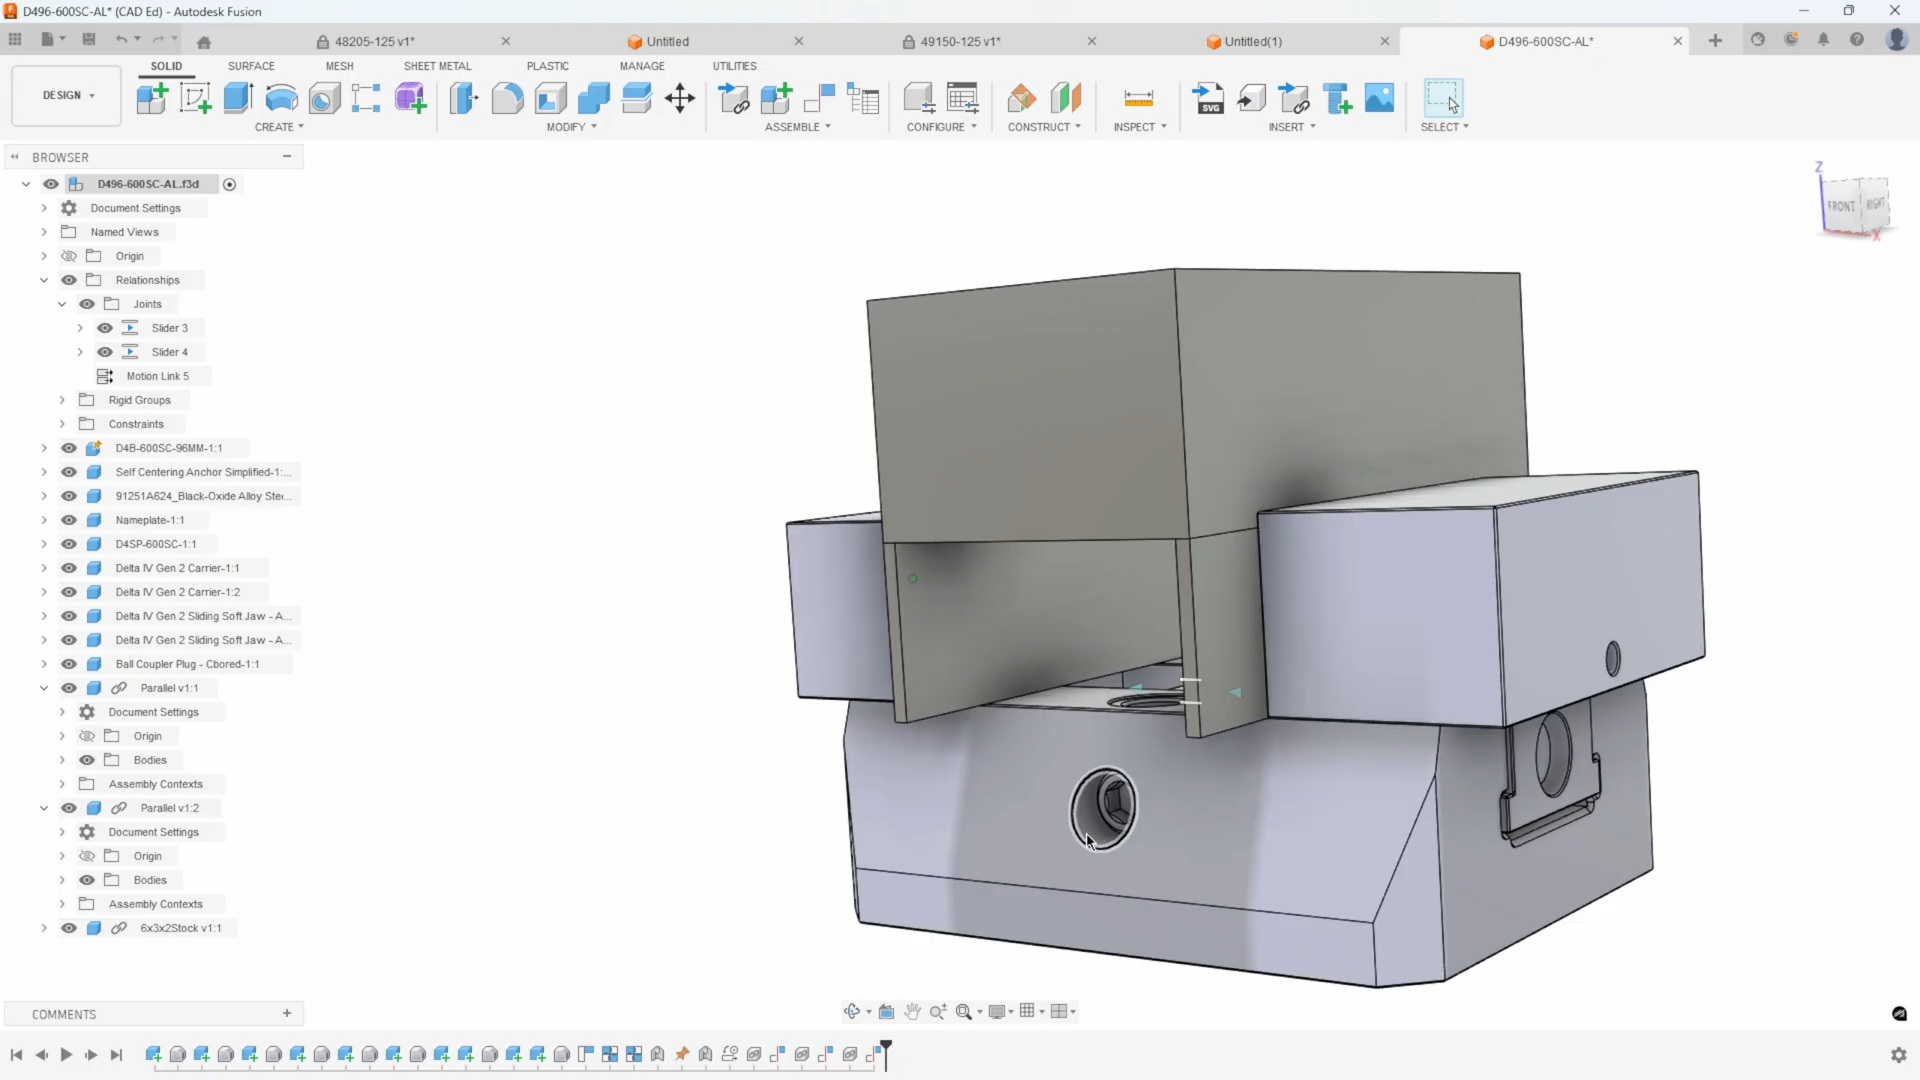 D496-600SC-AL* (CAD Ed) - Autodesk Fusion
48205-125 v1*
Untitled
49150-125 v1*
Untitled(1)
D496-600SC-AL*
DESIGN
SOLID
SURFACE
MESH
SHEET METAL
PLASTIC
MANAGE
UTILITIES
SVG
CREATE
MODIFY
ASSEMBLE
CONFIGURE
CONSTRUCT
INSPECT
INSERT
SELECT
BROWSER
D496-600SC-AL.f3d
Document Settings
Named Views
Origin
Relationships
Joints
Slider 3
Slider 4
Motion Link 5
Rigid Groups
Constraints
D4B-600SC-96MM-1:1
Self Centering Anchor Simplified-1:...
91251A624_Black-Oxide Alloy Stee...
Nameplate-1:1
D4SP-600SC-1:1
Delta IV Gen 2 Carrier-1:1
Delta IV Gen 2 Carrier-1:2
Delta IV Gen 2 Sliding Soft Jaw - A...
Delta IV Gen 2 Sliding Soft Jaw - A...
Ball Coupler Plug - Cbored-1:1
Parallel v1:1
Document Settings
Origin
Bodies
Assembly Contexts
Parallel v1:2
Document Settings
Origin
Bodies
Assembly Contexts
6x3x2Stock v1:1
Z
FRONT
RIGHT
X
COMMENTS